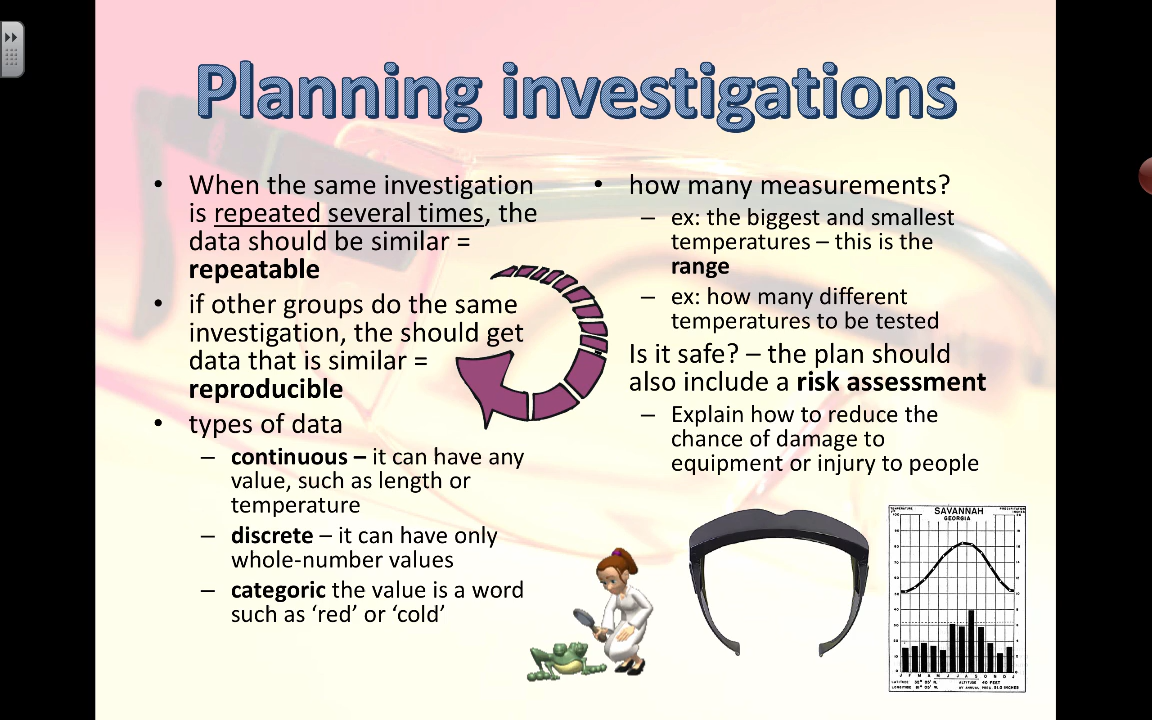 Planning investigations
• When the same investigation
is repeated several times, the
data should be similar =
repeatable
• if other groups do the same
investigation, the should get
data that is similar =
reproducible
• types of data
– continuous – it can have any
value, such as length or
temperature
– discrete – it can have only
whole-number values
– categoric the value is a word
such as ‘red’ or ‘cold’
• how many measurements?
– ex: the biggest and smallest
temperatures – this is the
range
– ex: how many different
temperatures to be tested
Is it safe? – the plan should
also include a risk assessment
– Explain how to reduce the
chance of damage to
equipment or injury to people
SAVANNAH
GEORGIA
J F M A M J J A S O N D J